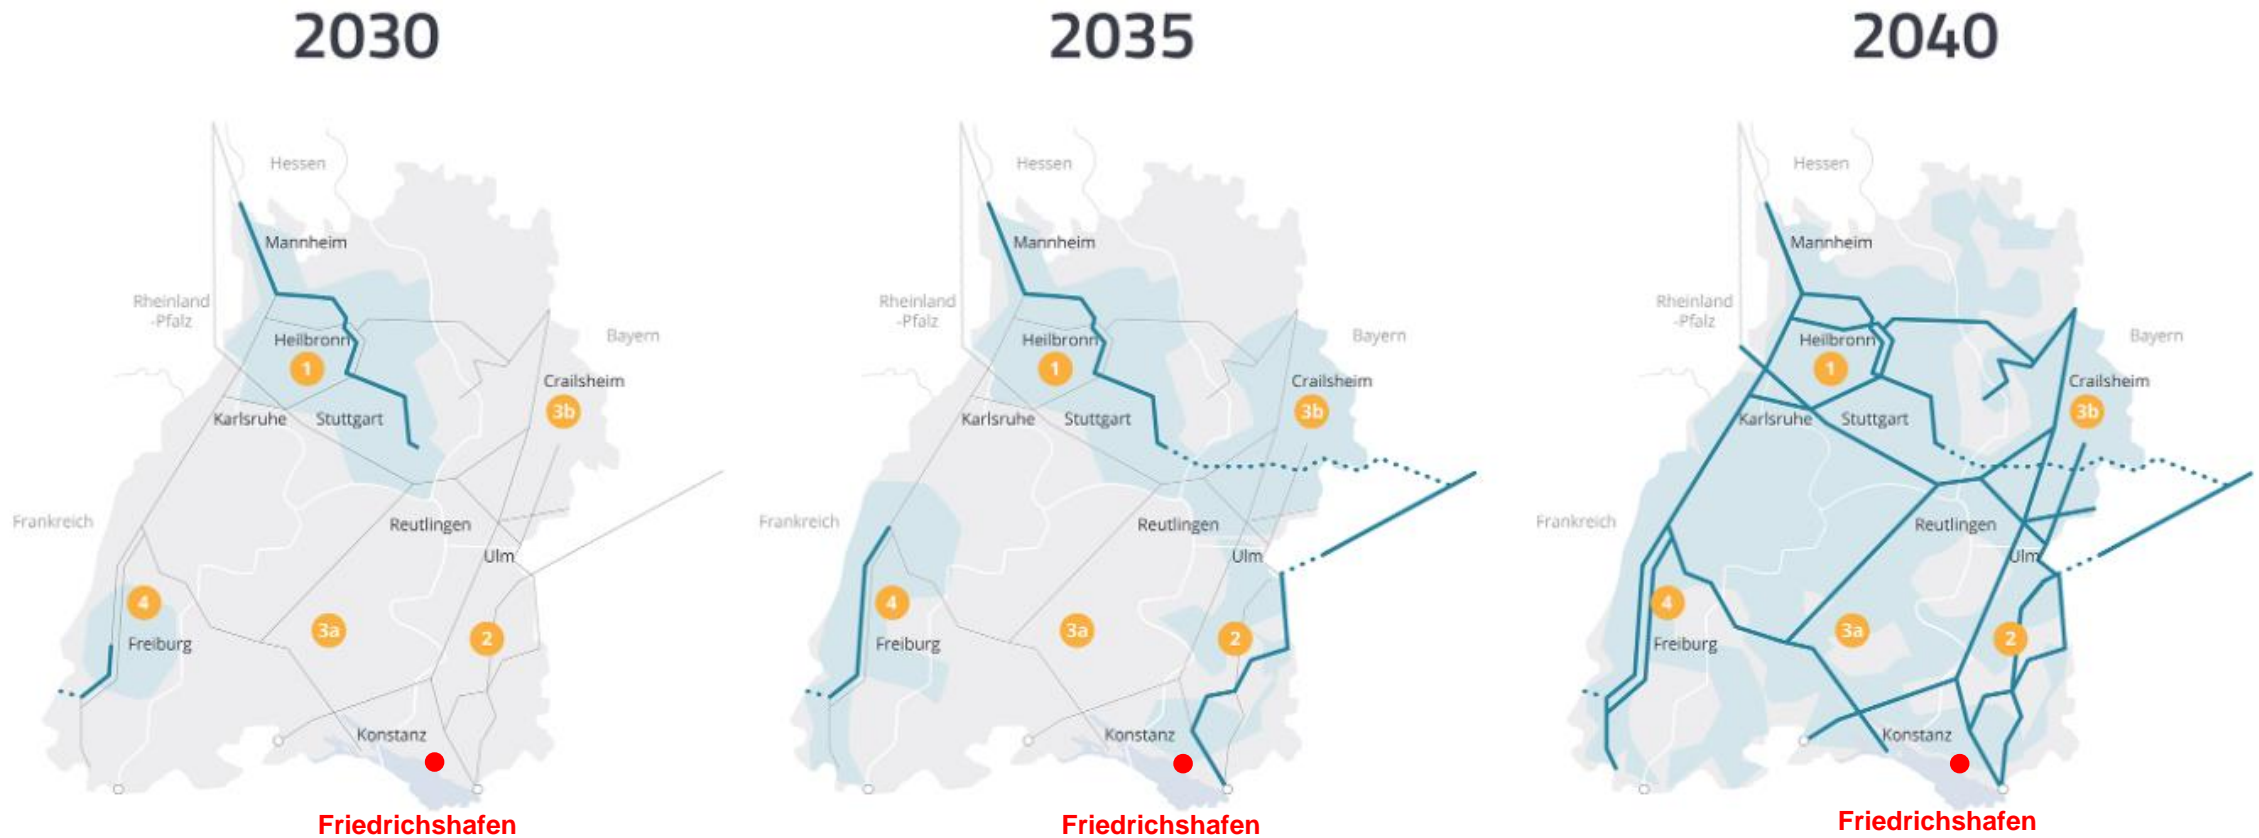 2030
2035
2040
Hessen
Mannheim
Rheinland
-Pfalz
Heilbronn
Bayern
1
Crailsheim
3b
Karlsruhe
Stuttgart
Frankreich
Reutlingen
Ulm
4
3a
2
Freiburg
Konstanz
Friedrichshafen
Hessen
Mannheim
Rheinland
-Pfalz
Heilbronn
Bayern
1
Crailsheim
3b
Karlsruhe
Stuttgart
Frankreich
Reutlingen
Ulm
4
3a
2
Freiburg
Konstanz
Friedrichshafen
Hessen
Mannheim
Rheinland
-Pfalz
Heilbronn
Bayern
1
Crailsheim
3b
Karlsruhe
Stuttgart
Frankreich
Reutlingen
Ulm
4
3a
2
Freiburg
Konstanz
Friedrichshafen